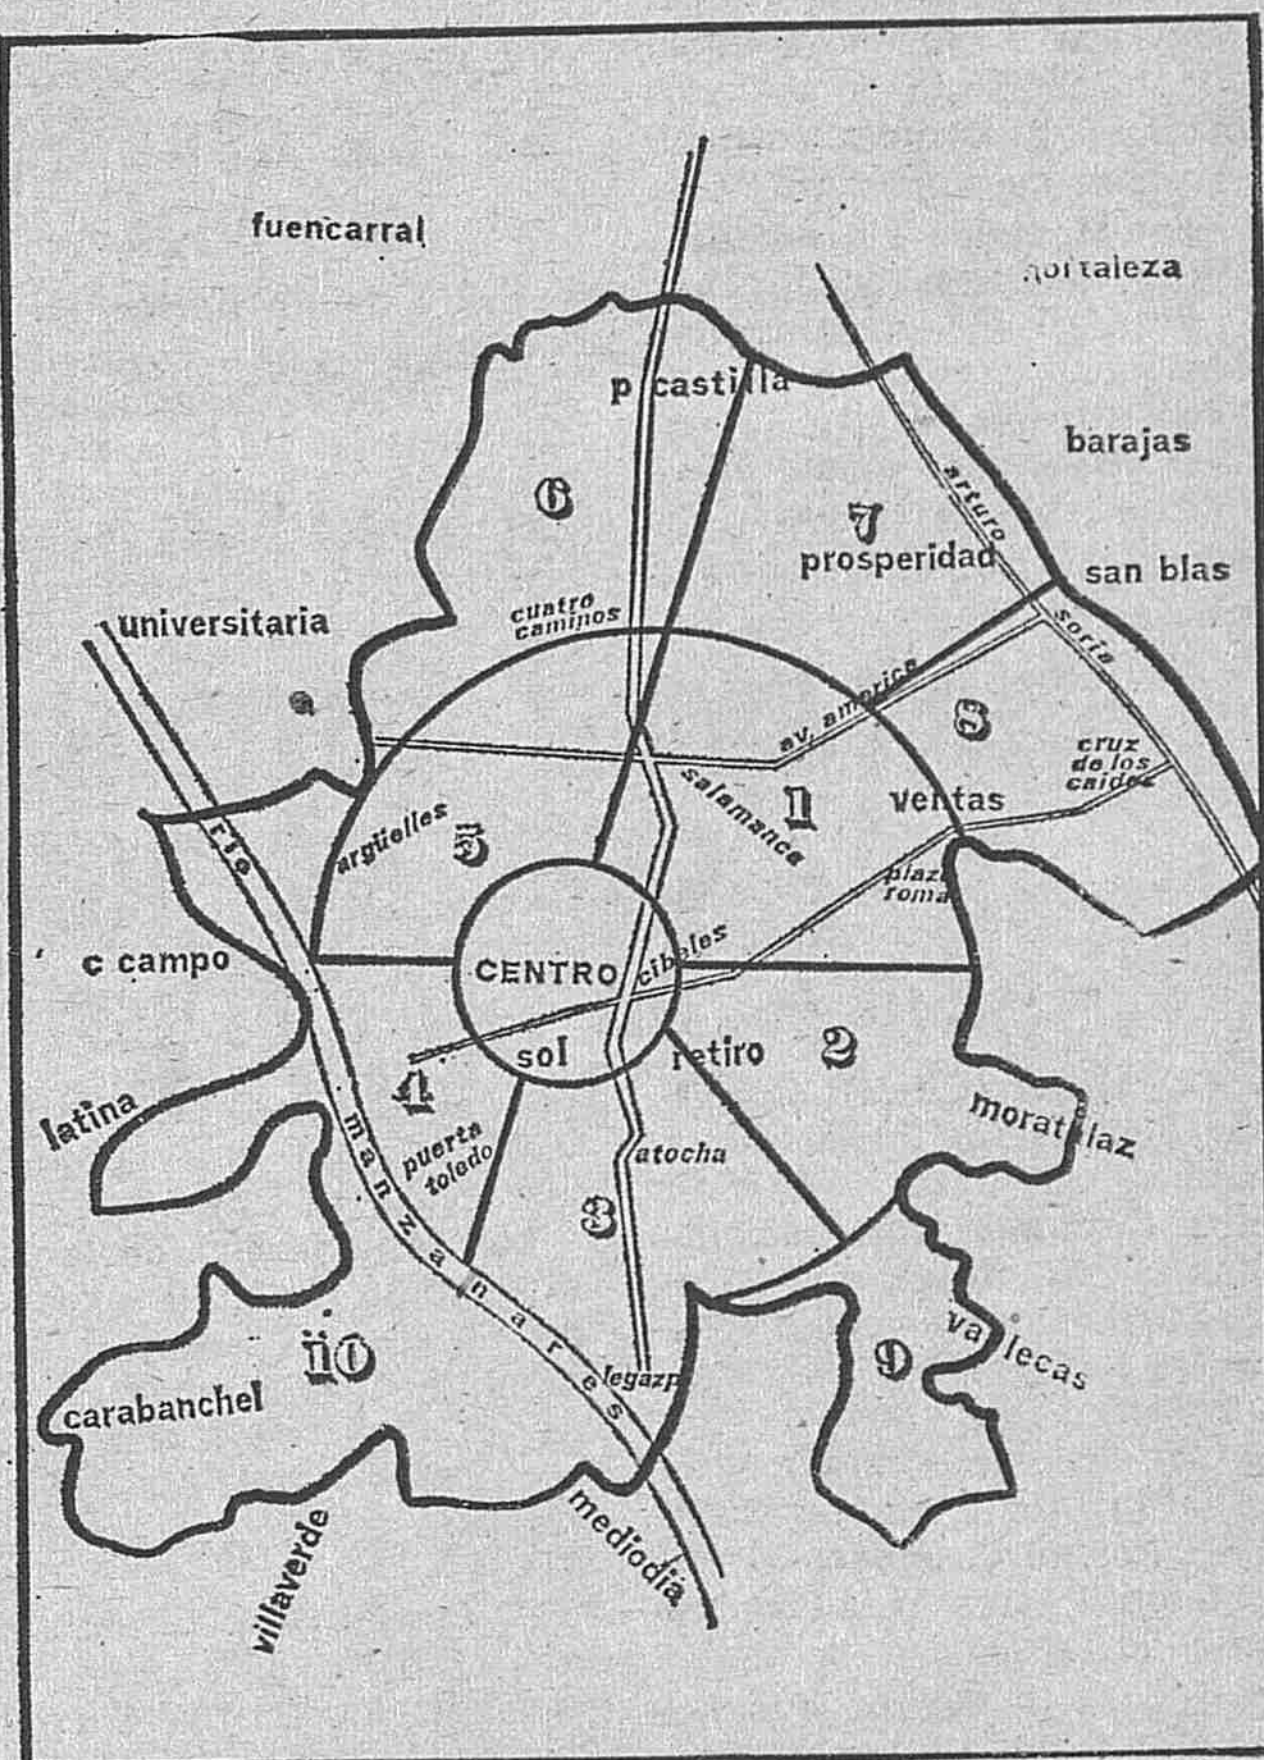 fuencarral
hortaleza
p castilla
barajas
6
7
arturo
prosperidad
san blas
cuatro
caminos
universitaria
soria
av. america
8
cruz
de los
caidos
salamanca
1
ventas
argüelles
5
rio
plaza
roma
c campo
CENTRO
cibeles
sol
retiro
2
4
latina
manzanares
puerta
toledo
moratalaz
atocha
3
10
vallecas
9
legazpi
carabanchel
villaverde
mediodia